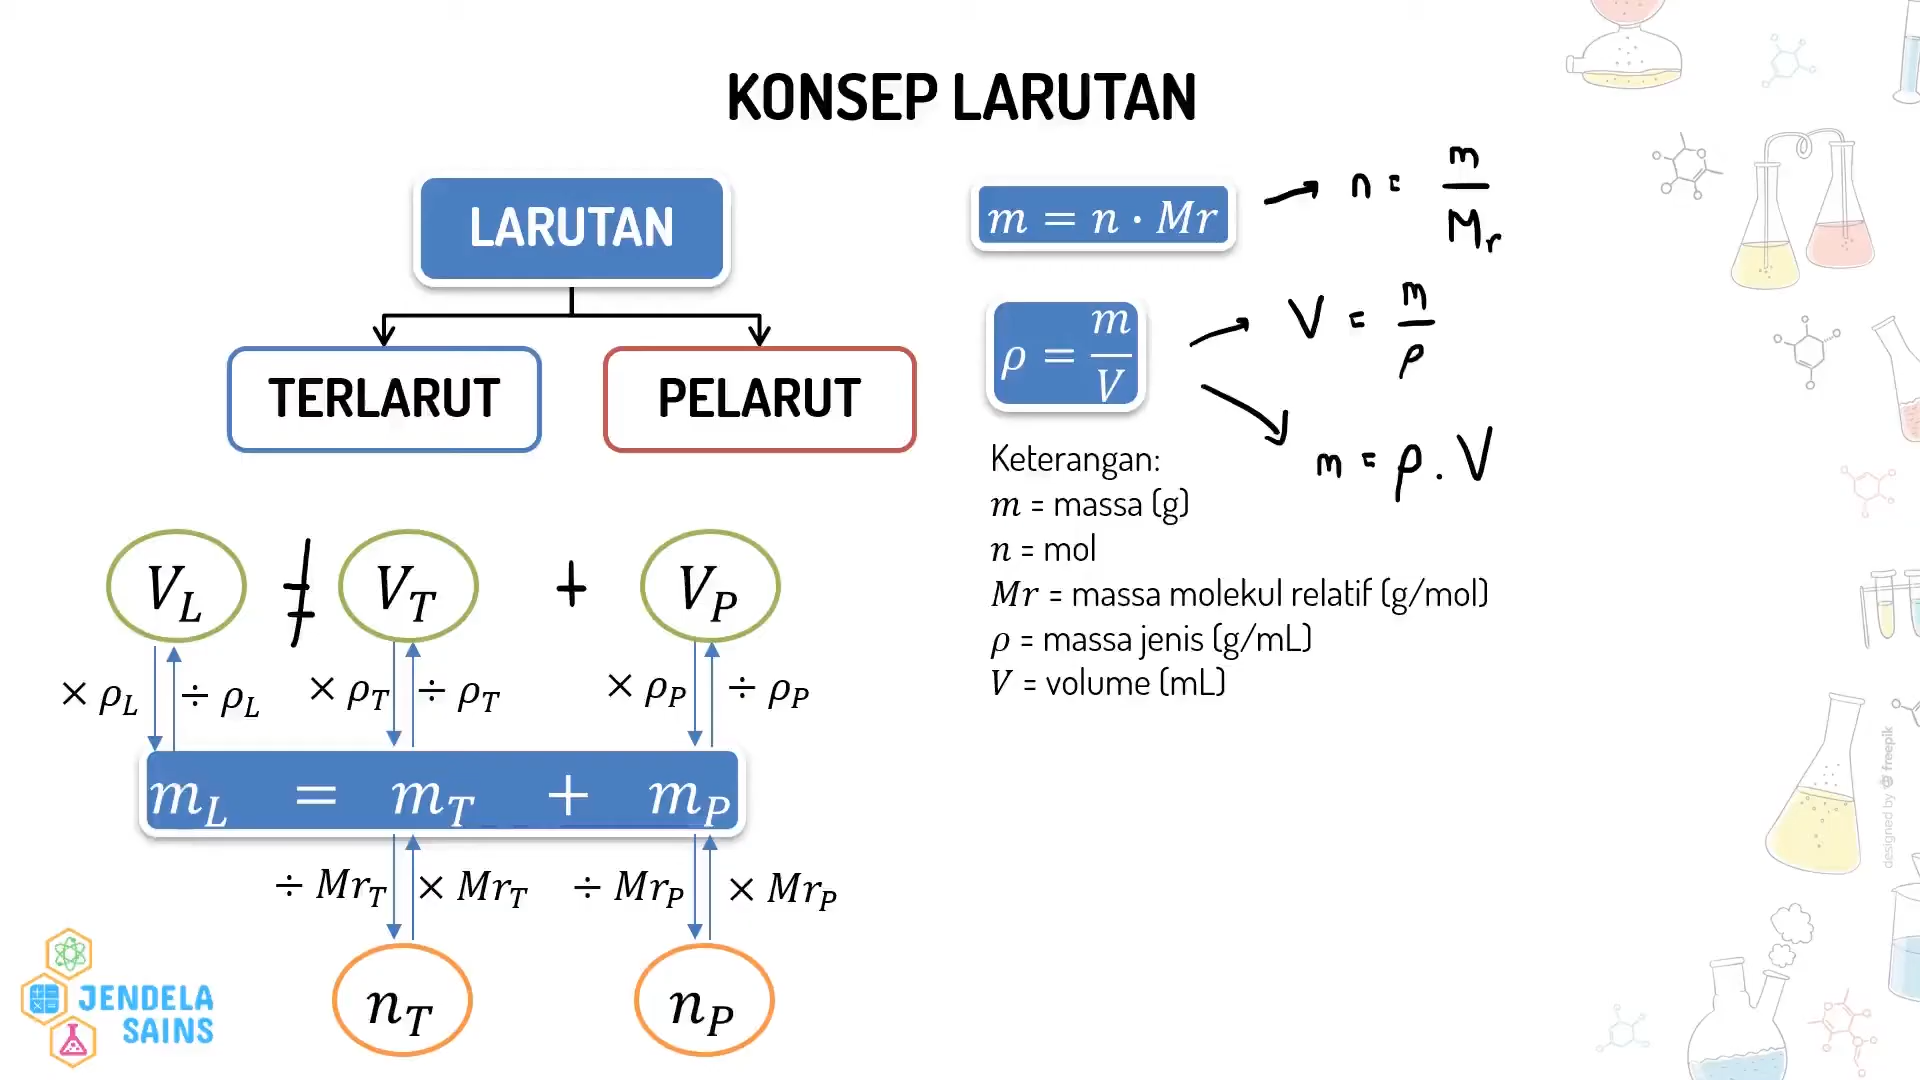 KONSEP LARUTAN
LARUTAN
TERLARUT
PELARUT
m = n · Mr
n = m/Mr
ρ = m/V
V = m/ρ
m = ρ . V
Keterangan:
m = massa (g)
n = mol
Mr = massa molekul relatif (g/mol)
ρ = massa jenis (g/mL)
V = volume (mL)
V_L ≠ V_T + V_P
× ρ_L ÷ ρ_L × ρ_T ÷ ρ_T × ρ_P ÷ ρ_P
m_L = m_T + m_P
÷ Mr_T × Mr_T ÷ Mr_P × Mr_P
n_T n_P
JENDELA
SAINS
designed by freepik